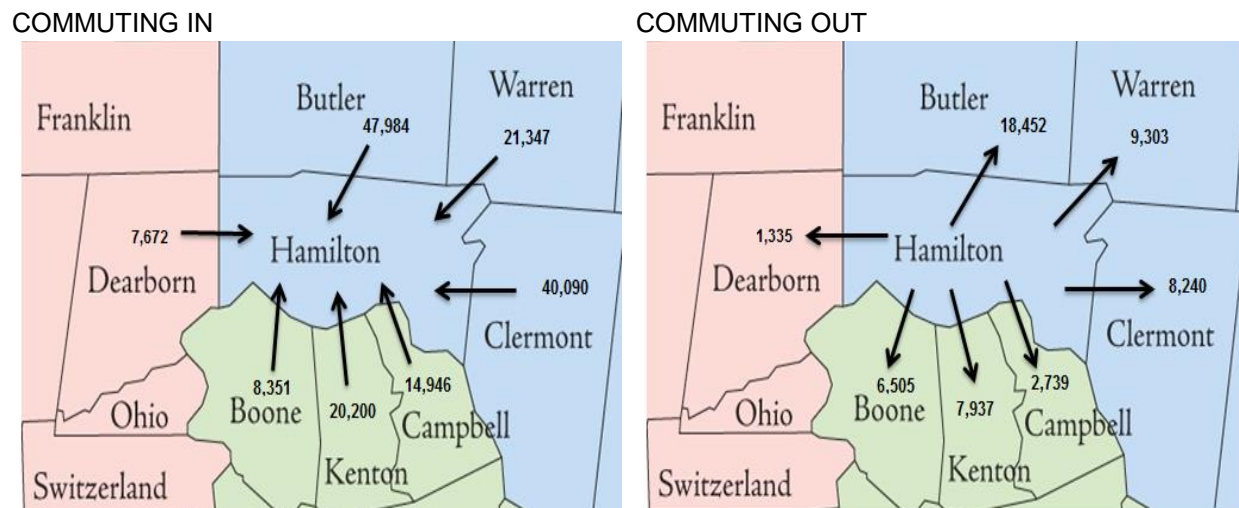 COMMUTING IN
Franklin
Butler
Warren
47,984
21,347
7,672
Hamilton
Dearborn
40,090
Clermont
8,351
14,946
20,200
Ohio
Boone
Campbell
Kenton
Switzerland
COMMUTING OUT
Franklin
Butler
Warren
18,452
9,303
1,335
Hamilton
Dearborn
8,240
Clermont
6,505
2,739
7,937
Ohio
Boone
Campbell
Kenton
Switzerland